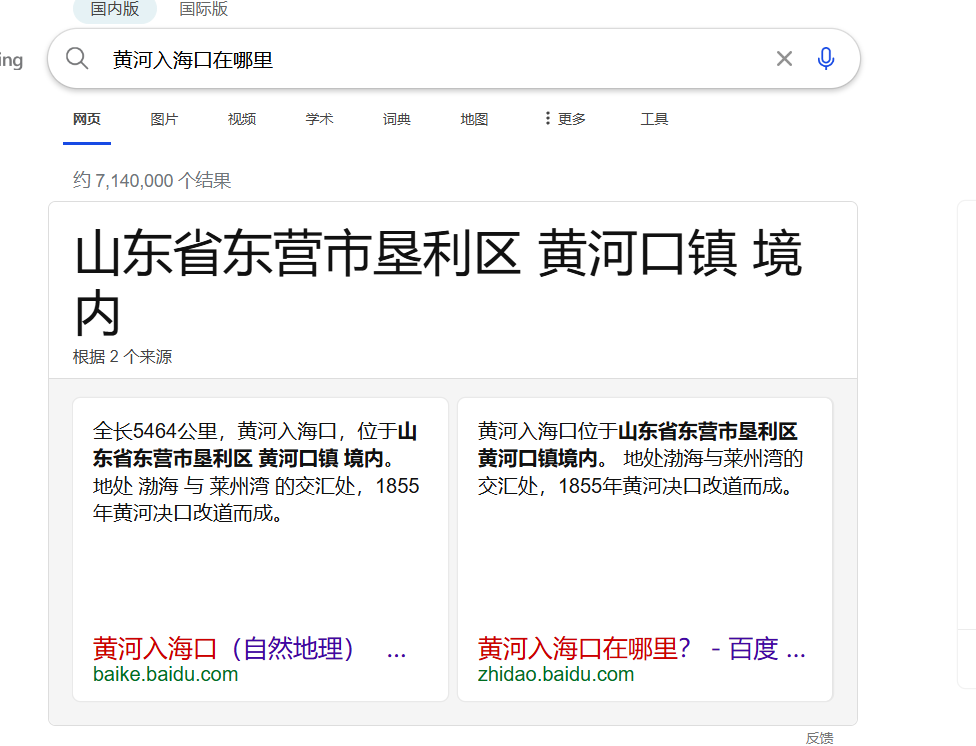 国内版 国际版
ing
黄河入海口在哪里
网页 图片 视频 学术 词典 地图 更多 工具
约 7,140,000 个结果
山东省东营市垦利区 黄河口镇 境
内
根据 2 个来源
全长5464公里，黄河入海口，位于山
东省东营市垦利区 黄河口镇 境内。
地处 渤海 与 莱州湾 的交汇处，1855
年黄河决口改道而成。
黄河入海口（自然地理） ...
baike.baidu.com
黄河入海口位于山东省东营市垦利区
黄河口镇境内。 地处渤海与莱州湾的
交汇处，1855年黄河决口改道而成。
黄河入海口在哪里？ - 百度 ...
zhidao.baidu.com
反馈